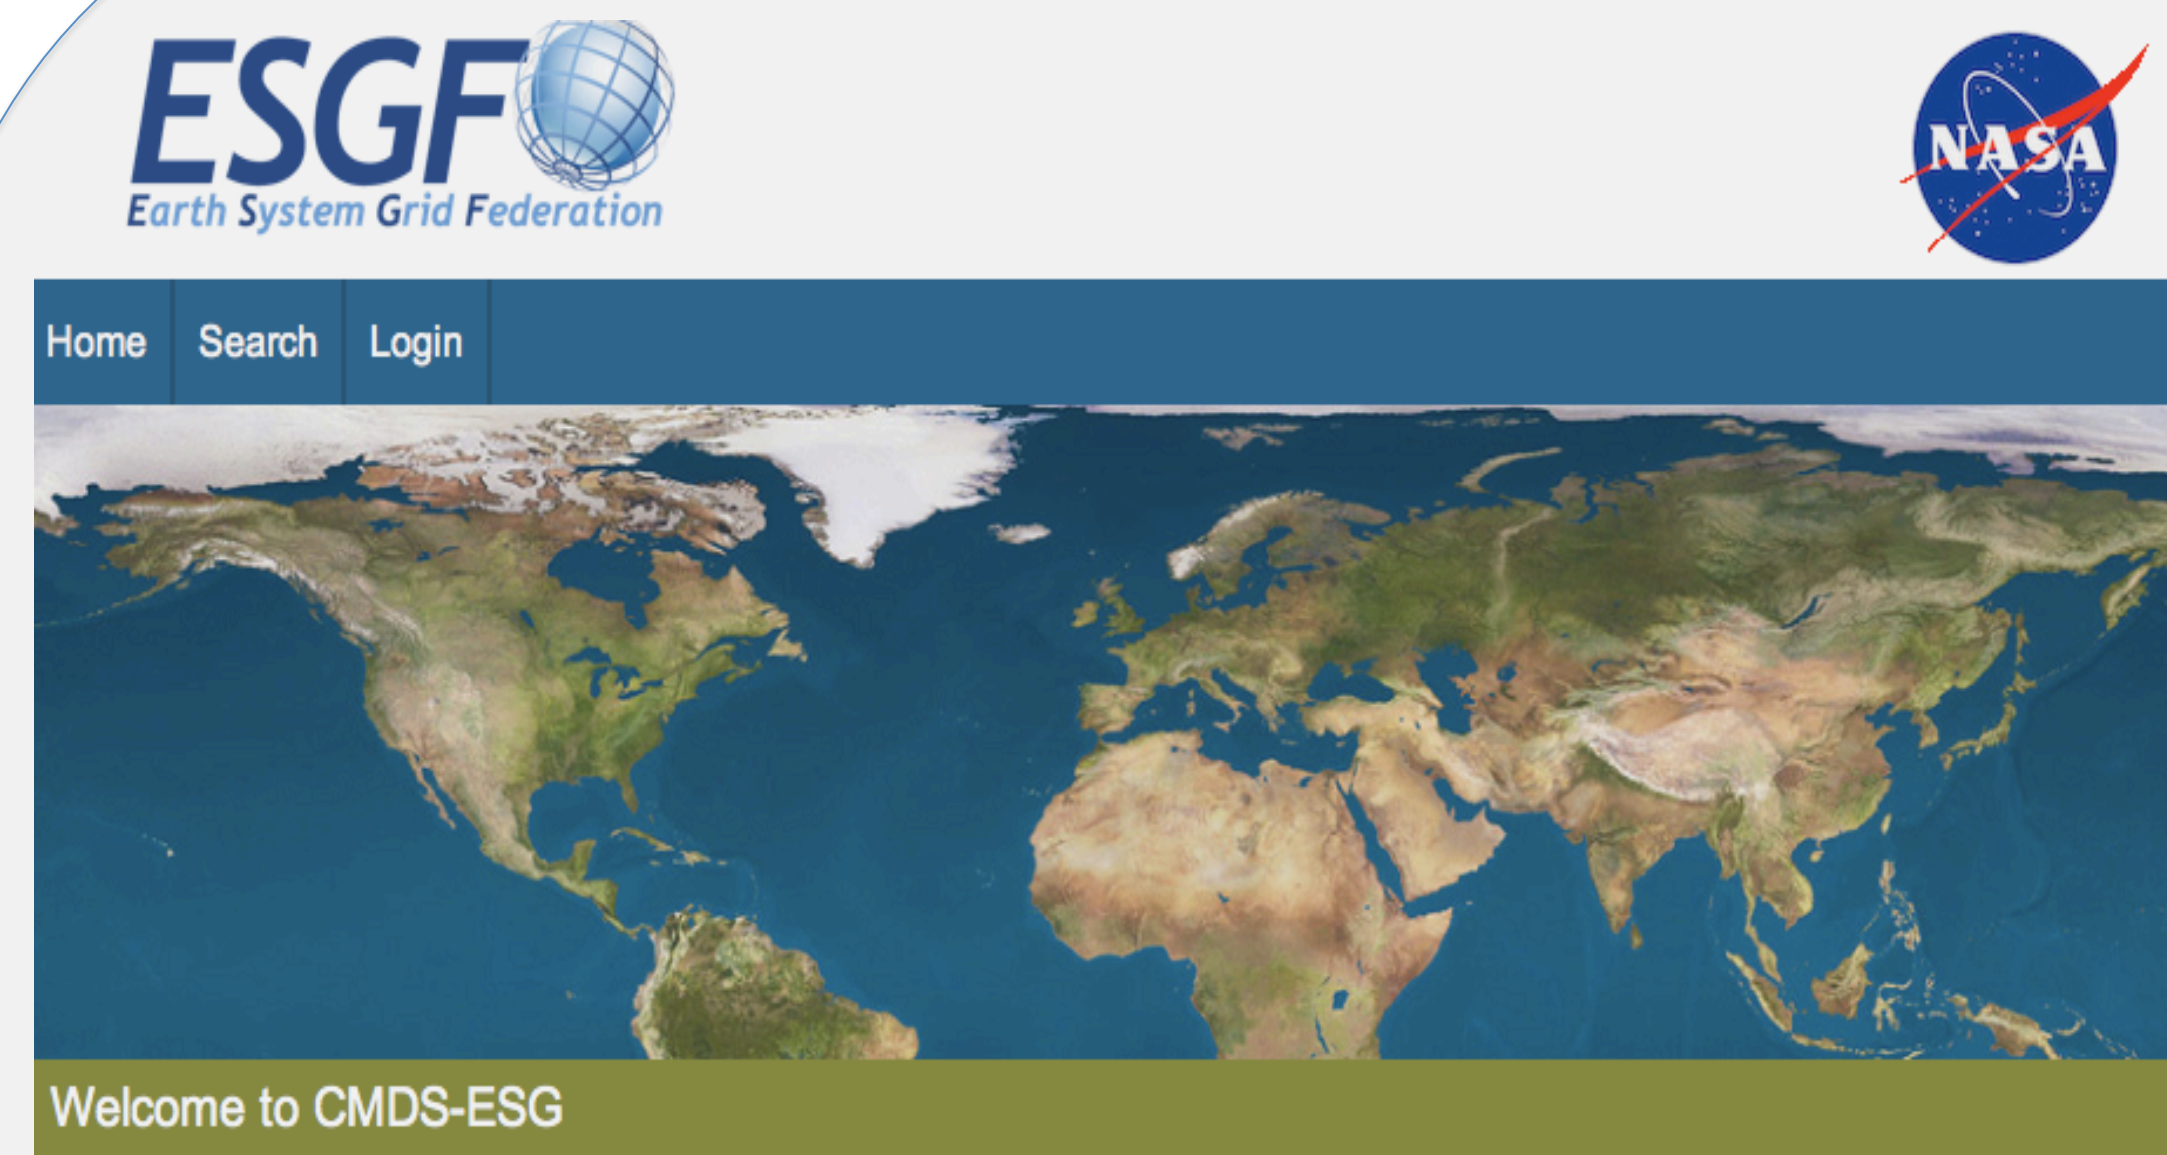 ESGF
Earth System Grid Federation
NASA
Home Search Login
Welcome to CMDS-ESG